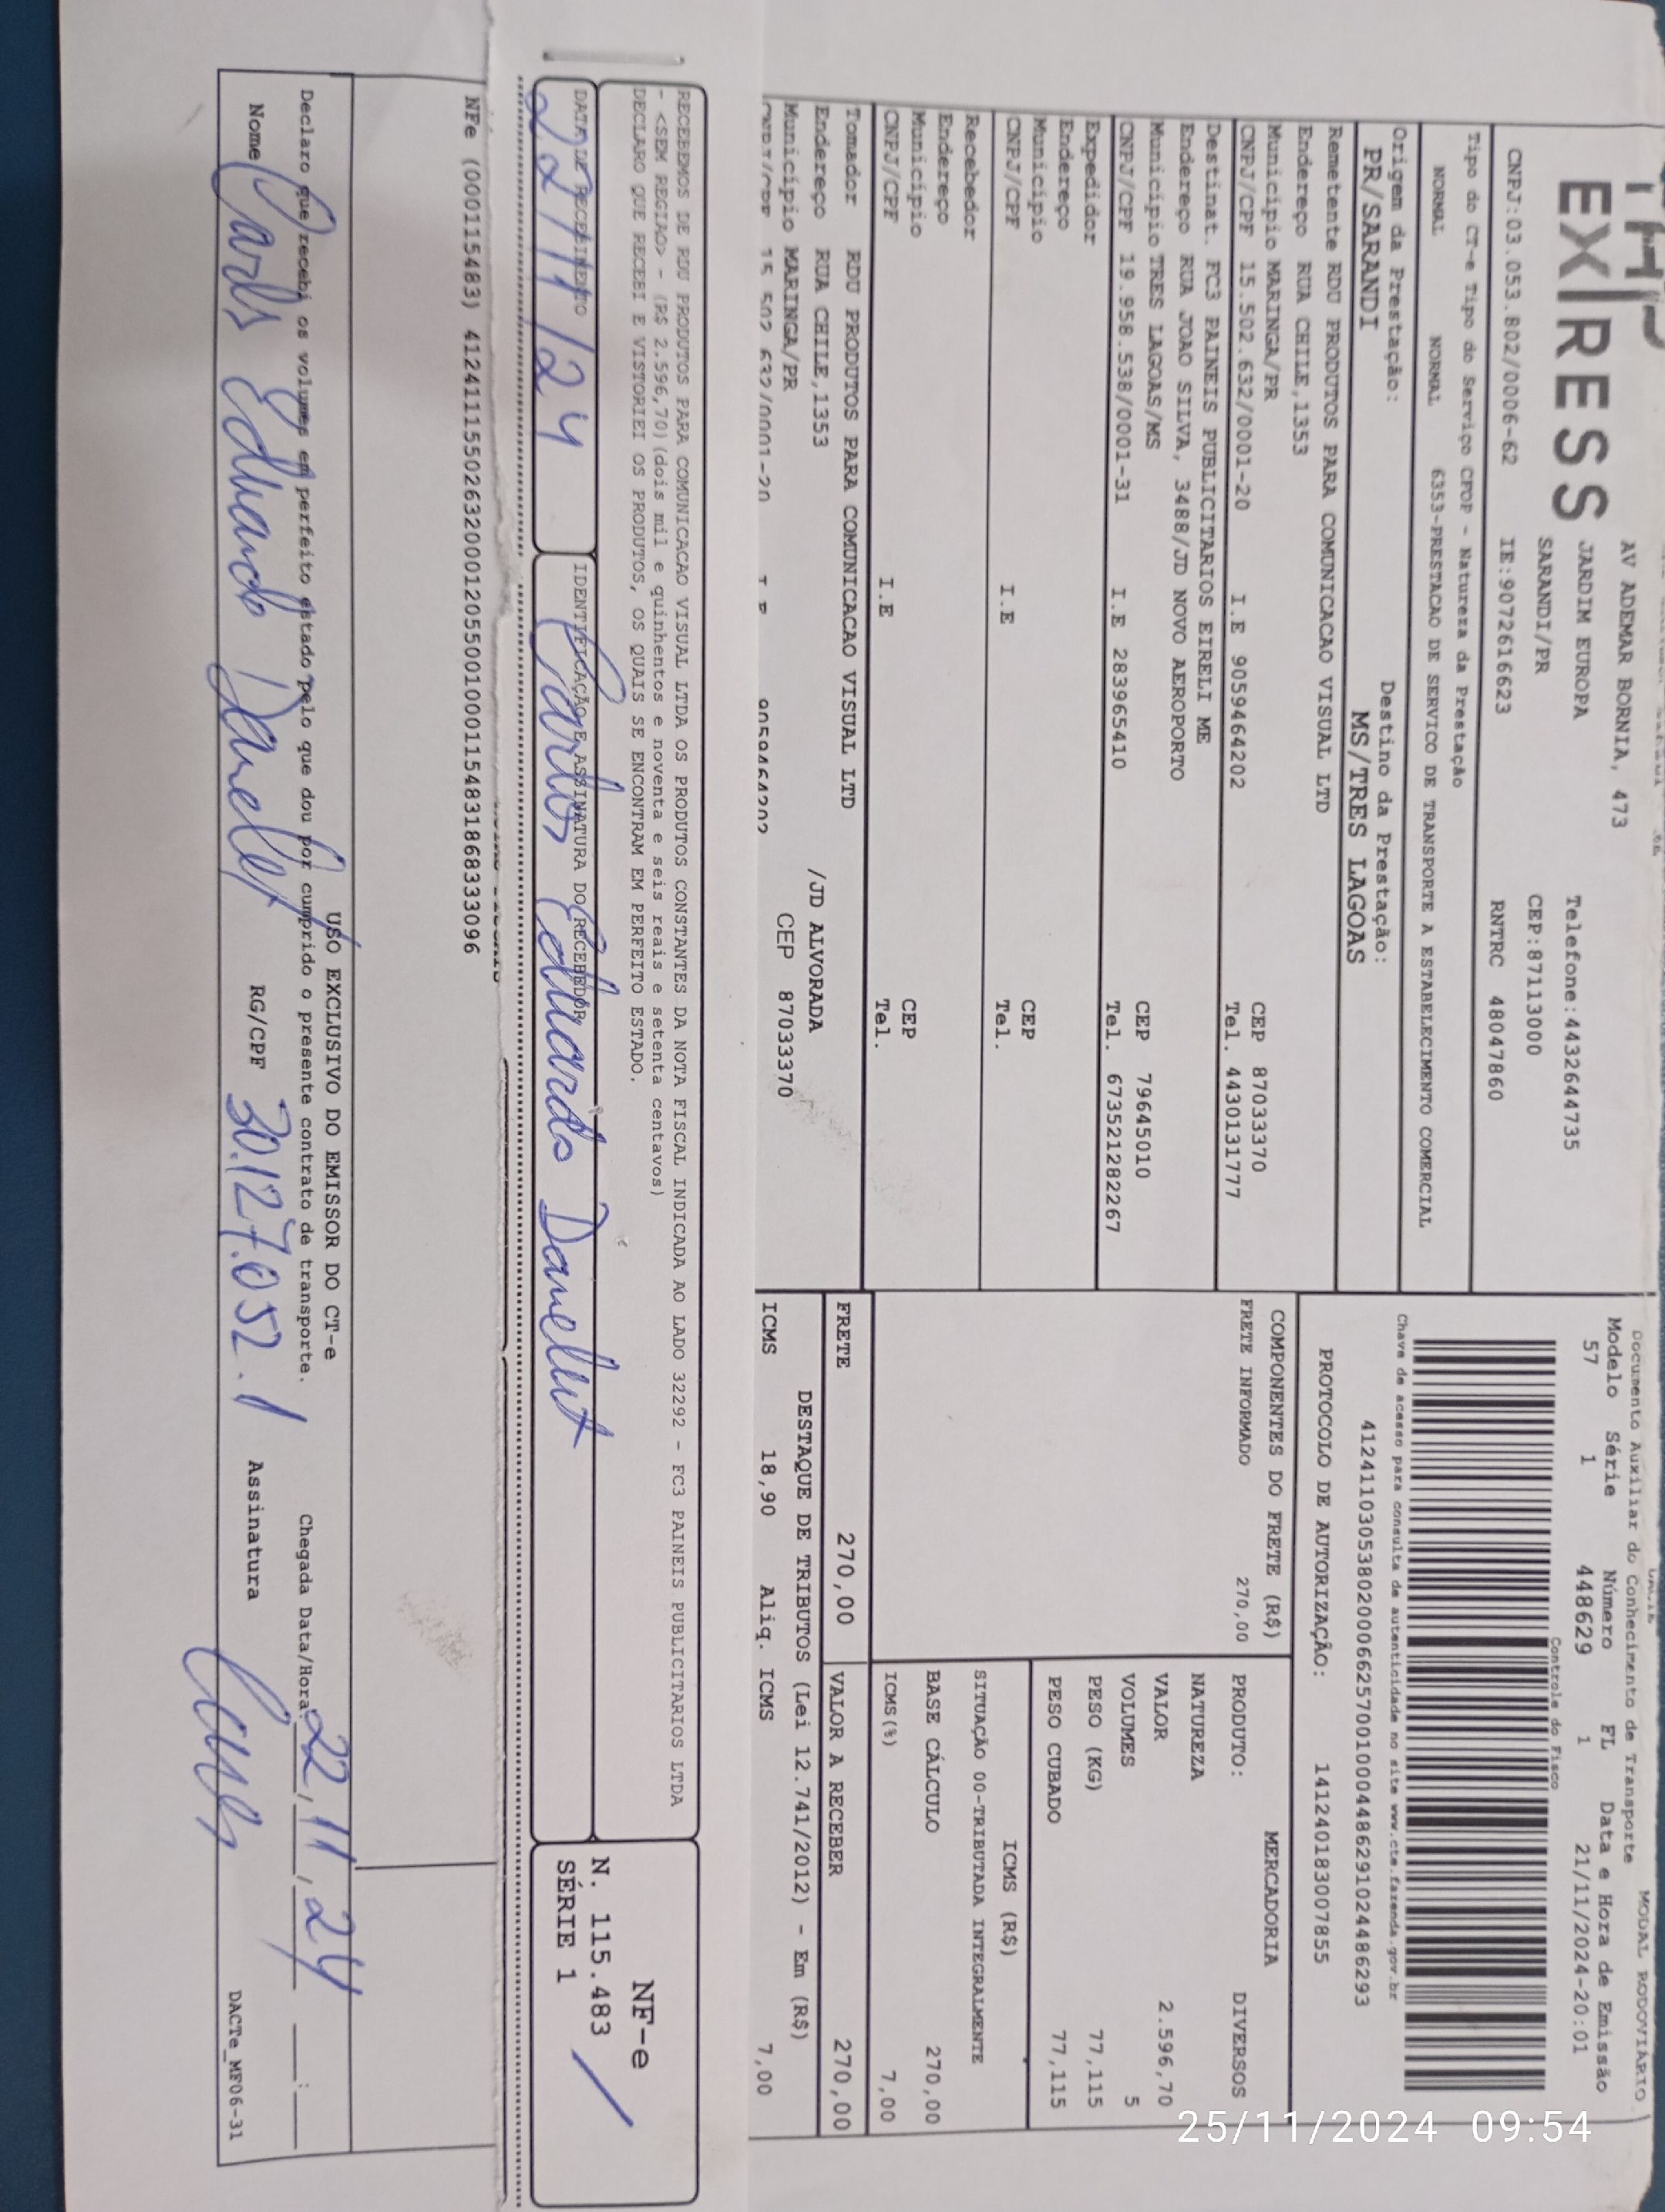 EXPRESS
AV ADEMAR BORNIA, 473
JARDIM EUROPA
Telefone:4432644735
SARANDI/PR
CEP:87113000
CNPJ:03.053.802/0006-62 IE:9072616623 RNTRC 48047860
Tipo do CT-e Tipo do Serviço CFOP - Natureza da Prestação
NORMAL NORMAL 6353-PRESTACAO DE SERVICO DE TRANSPORTE A ESTABELECIMENTO COMERCIAL
Origem da Prestação: Destino da Prestação:
PR/SARANDI MS/TRES LAGOAS
Remetente RDU PRODUTOS PARA COMUNICACAO VISUAL LTD
Endereço RUA CHILE,1353
Município MARINGA/PR CEP 87033370
CNPJ/CPF 15.502.632/0001-20 I.E 9059464202 Tel. 443013​1777
Destinat. FC3 PAINEIS PUBLICITARIOS EIRELI ME
Endereço RUA JOAO SILVA, 3488/JD NOVO AEROPORTO
Município TRES LAGOAS/MS CEP 79645010
CNPJ/CPF 19.958.538/0001-31 I.E 283965410 Tel. 67352128​2267
Expedidor
Endereço
Município CEP
CNPJ/CPF I.E Tel.
Recebedor
Endereço
Município CEP
CNPJ/CPF I.E Tel.
Tomador RDU PRODUTOS PARA COMUNICACAO VISUAL LTD
Endereço RUA CHILE,1353 /JD ALVORADA
Município MARINGA/PR CEP 87033370
CNPJ/CPF 15.502.632/0001-20 I.E 9059464202
MODAL RODOVIÁRIO
Documento Auxiliar do Conhecimento de Transporte
Modelo Série Número FL Data e Hora de Emissão
57 1 448629 1 21/11/2024-20:01
Controle do Fisco
Chave de acesso para consulta de autenticidade no site www.cte.fazenda.gov.br
41241103053802000662570010004486291024486293
PROTOCOLO DE AUTORIZAÇÃO: 141240183007855
COMPONENTES DO FRETE (R$)
FRETE INFORMADO 270,00
MERCADORIA
PRODUTO: DIVERSOS
NATUREZA
VALOR 2.596,70
VOLUMES 5
PESO (KG) 77,115
PESO CUBADO 77,115
ICMS (R$)
SITUAÇÃO 00-TRIBUTADA INTEGRALMENTE
BASE CÁLCULO 270,00
ICMS(%) 7,00
FRETE 270,00 VALOR A RECEBER 270,00
DESTAQUE DE TRIBUTOS (Lei 12.741/2012) - Em (R$)
ICMS 18,90 Aliq. ICMS 7,00
RECEBEMOS DE RDU PRODUTOS PARA COMUNICACAO VISUAL LTDA OS PRODUTOS CONSTANTES DA NOTA FISCAL INDICADA AO LADO 32292 - FC3 PAINEIS PUBLICITARIOS LTDA
- <SEM REGIAO> - (R$ 2.596,70)(dois mil e quinhentos e noventa e seis reais e setenta centavos)
DECLARO QUE RECEBI E VISTORIEI OS PRODUTOS, OS QUAIS SE ENCONTRAM EM PERFEITO ESTADO.
DATA DE RECEBIMENTO IDENTIFICAÇÃO E ASSINATURA DO RECEBEDOR
22/11/24 Carlos Eduardo
NF-e
N. 115.483
SÉRIE 1
NFe (000115483) 41241115502632000120550010001154831868333096
USO EXCLUSIVO DO EMISSOR DO CT-e
Declaro que recebi os volumes em perfeito estado pelo que dou por cumprido o presente contrato de transporte. Chegada Data/Hora: 22/11/24
Nome Carlos Eduardo RG/CPF 30.127.052.1 Assinatura
DACTe_MF06-31
25/11/2024 09:54